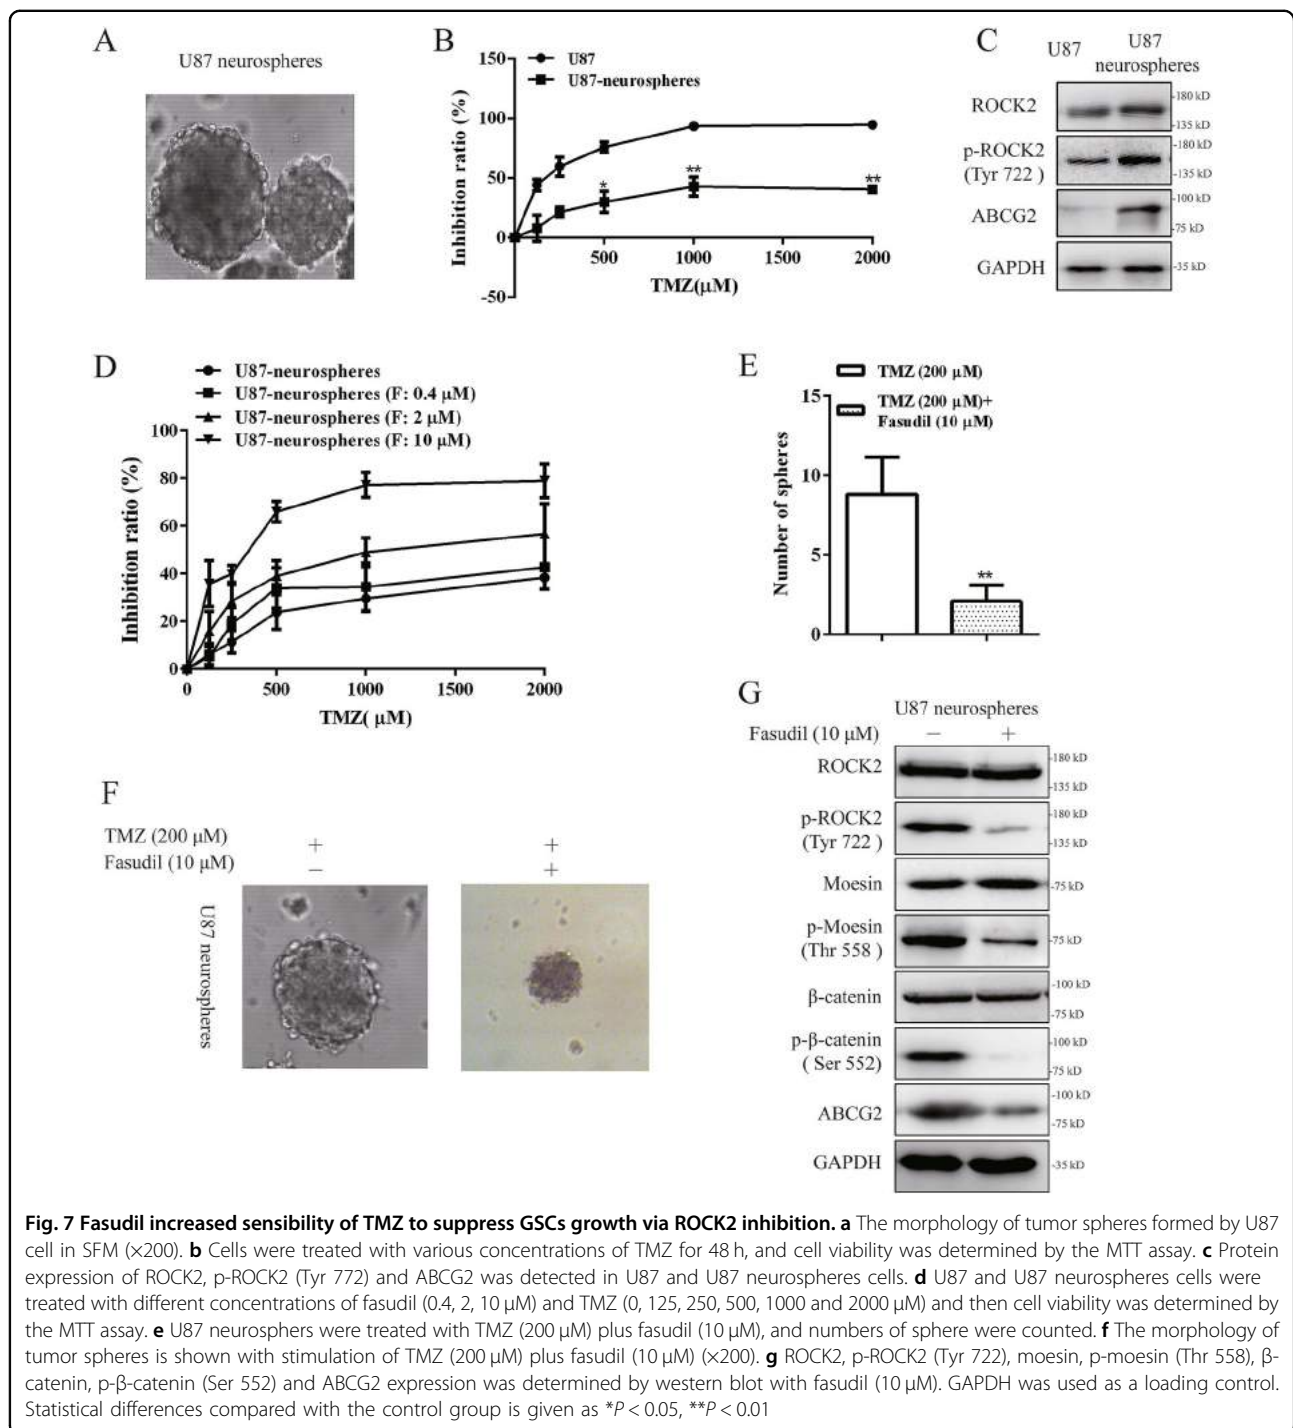 A
U87 neurospheres
B
U87
U87-neurospheres
Inhibition ratio (%)
150
100
50
0
-50
500
1000
1500
2000
*
**
**
TMZ(μM)
C
U87
U87
neurospheres
ROCK2
-180 kD
-135 kD
p-ROCK2
(Tyr 722 )
-180 kD
-135 kD
ABCG2
-100 kD
-75 kD
GAPDH
-35 kD
D
U87-neurospheres
U87-neurospheres (F: 0.4 μM)
U87-neurospheres (F: 2 μM)
U87-neurospheres (F: 10 μM)
Inhibition ratio (%)
100
80
60
40
20
0
0
500
1000
1500
2000
TMZ( μM)
E
TMZ (200 μM)
TMZ (200 μM)+
Fasudil (10 μM)
Number of spheres
15
10
5
0
**
F
TMZ (200 μM)
+
+
Fasudil (10 μM)
−
+
U87 neurospheres
G
U87 neurospheres
Fasudil (10 μM)
−
+
ROCK2
-180 kD
-135 kD
p-ROCK2
(Tyr 722 )
-180 kD
-135 kD
Moesin
-75 kD
p-Moesin
(Thr 558 )
-75 kD
β-catenin
-100 kD
-75 kD
p-β-catenin
( Ser 552)
-100 kD
-75 kD
ABCG2
-100 kD
-75 kD
GAPDH
-35 kD
Fig. 7 Fasudil increased sensibility of TMZ to suppress GSCs growth via ROCK2 inhibition. a The morphology of tumor spheres formed by U87
cell in SFM (×200). b Cells were treated with various concentrations of TMZ for 48 h, and cell viability was determined by the MTT assay. c Protein
expression of ROCK2, p-ROCK2 (Tyr 772) and ABCG2 was detected in U87 and U87 neurospheres cells. d U87 and U87 neurospheres cells were
treated with different concentrations of fasudil (0.4, 2, 10 μM) and TMZ (0, 125, 250, 500, 1000 and 2000 μM) and then cell viability was determined by
the MTT assay. e U87 neurosphers were treated with TMZ (200 μM) plus fasudil (10 μM), and numbers of sphere were counted. f The morphology of
tumor spheres is shown with stimulation of TMZ (200 μM) plus fasudil (10 μM) (×200). g ROCK2, p-ROCK2 (Tyr 722), moesin, p-moesin (Thr 558), β-
catenin, p-β-catenin (Ser 552) and ABCG2 expression was determined by western blot with fasudil (10 μM). GAPDH was used as a loading control.
Statistical differences compared with the control group is given as *P < 0.05, **P < 0.01